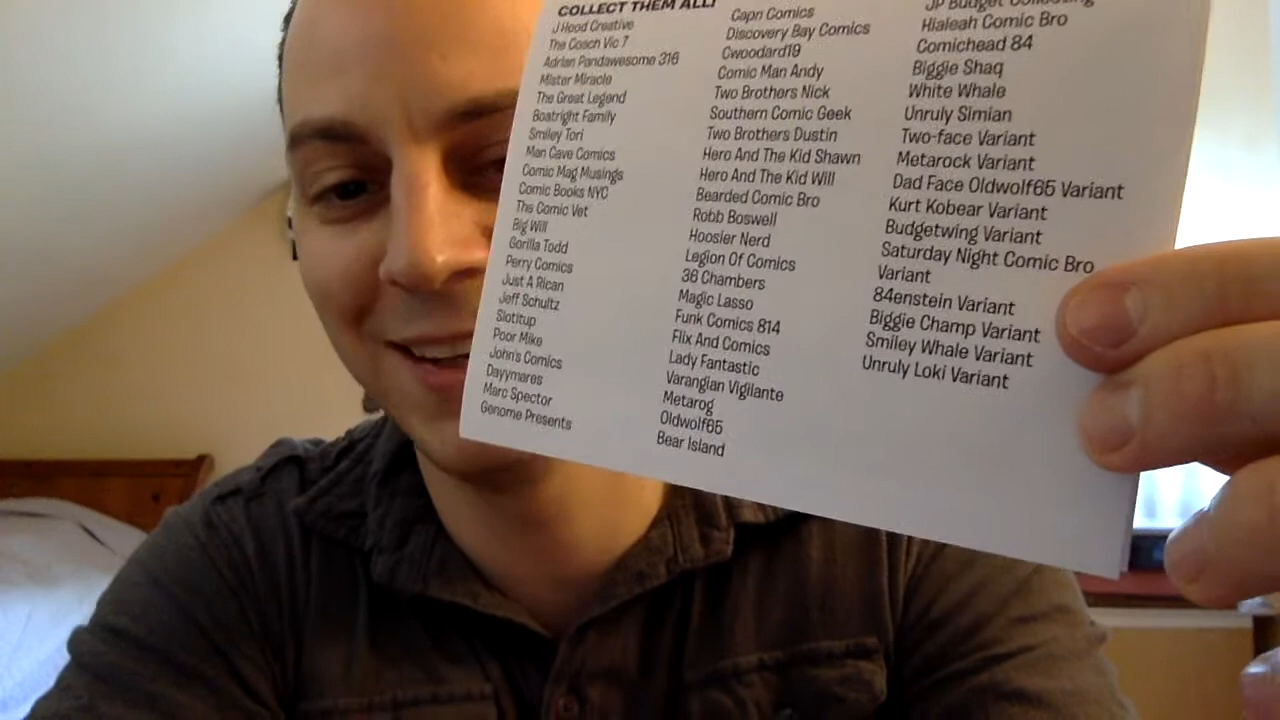 COLLECT THEM ALL!
J Hood Creative
The Coach Vic 7
Adrian Pandawesome 316
Mister Miracle
The Great Legend
Boatright Family
Smiley Tori
Man Cave Comics
Comic Mag Musings
Comic Books NYC
The Comic Vet
Big Will
Gorilla Todd
Perry Comics
Just A Rican
Jeff Schultz
Slotitup
Poor Mike
John's Comics
Dayymares
Marc Spector
Genome Presents
Capn Comics
Discovery Bay Comics
Cwoodard19
Comic Man Andy
Two Brothers Nick
Southern Comic Geek
Two Brothers Dustin
Hero And The Kid Shawn
Hero And The Kid Will
Bearded Comic Bro
Robb Boswell
Hoosier Nerd
Legion Of Comics
36 Chambers
Magic Lasso
Funk Comics 814
Flix And Comics
Lady Fantastic
Varangian Vigilante
Metarog
Oldwolf65
Bear Island
JP Budget Collecting
Hialeah Comic Bro
Comichead 84
Biggie Shaq
White Whale
Unruly Simian
Two-face Variant
Metarock Variant
Dad Face Oldwolf65 Variant
Kurt Kobear Variant
Budgetwing Variant
Saturday Night Comic Bro
Variant
84enstein Variant
Biggie Champ Variant
Smiley Whale Variant
Unruly Loki Variant